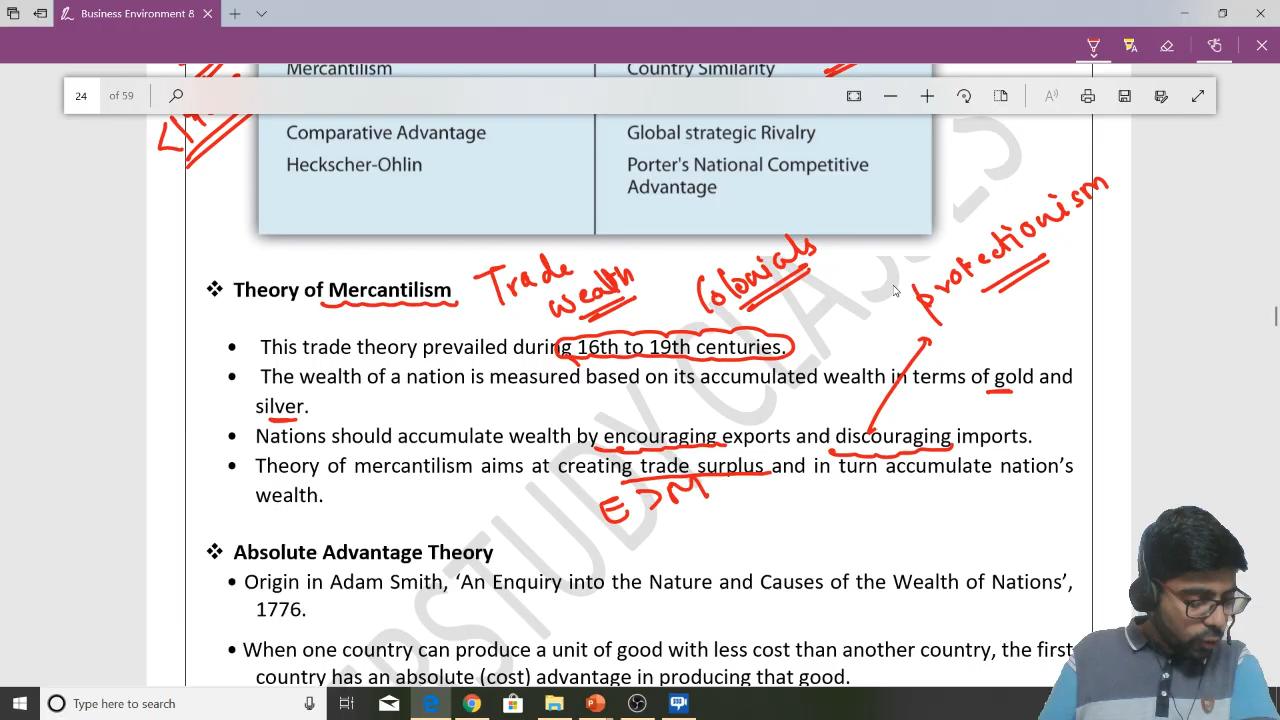 Business Environment 8
24 of 59
Mercantilism Country Similarity
Comparative Advantage Global strategic Rivalry
Heckscher-Ohlin Porter's National Competitive
Advantage
protectionism
Trade
wealth
Colonials
❖ Theory of Mercantilism
• This trade theory prevailed during 16th to 19th centuries.
• The wealth of a nation is measured based on its accumulated wealth in terms of gold and
silver.
• Nations should accumulate wealth by encouraging exports and discouraging imports.
• Theory of mercantilism aims at creating trade surplus and in turn accumulate nation's
wealth.
E>M
❖ Absolute Advantage Theory
• Origin in Adam Smith, 'An Enquiry into the Nature and Causes of the Wealth of Nations',
1776.
• When one country can produce a unit of good with less cost than another country, the first
country has an absolute (cost) advantage in producing that good.
STUDY CLASSES
Type here to search